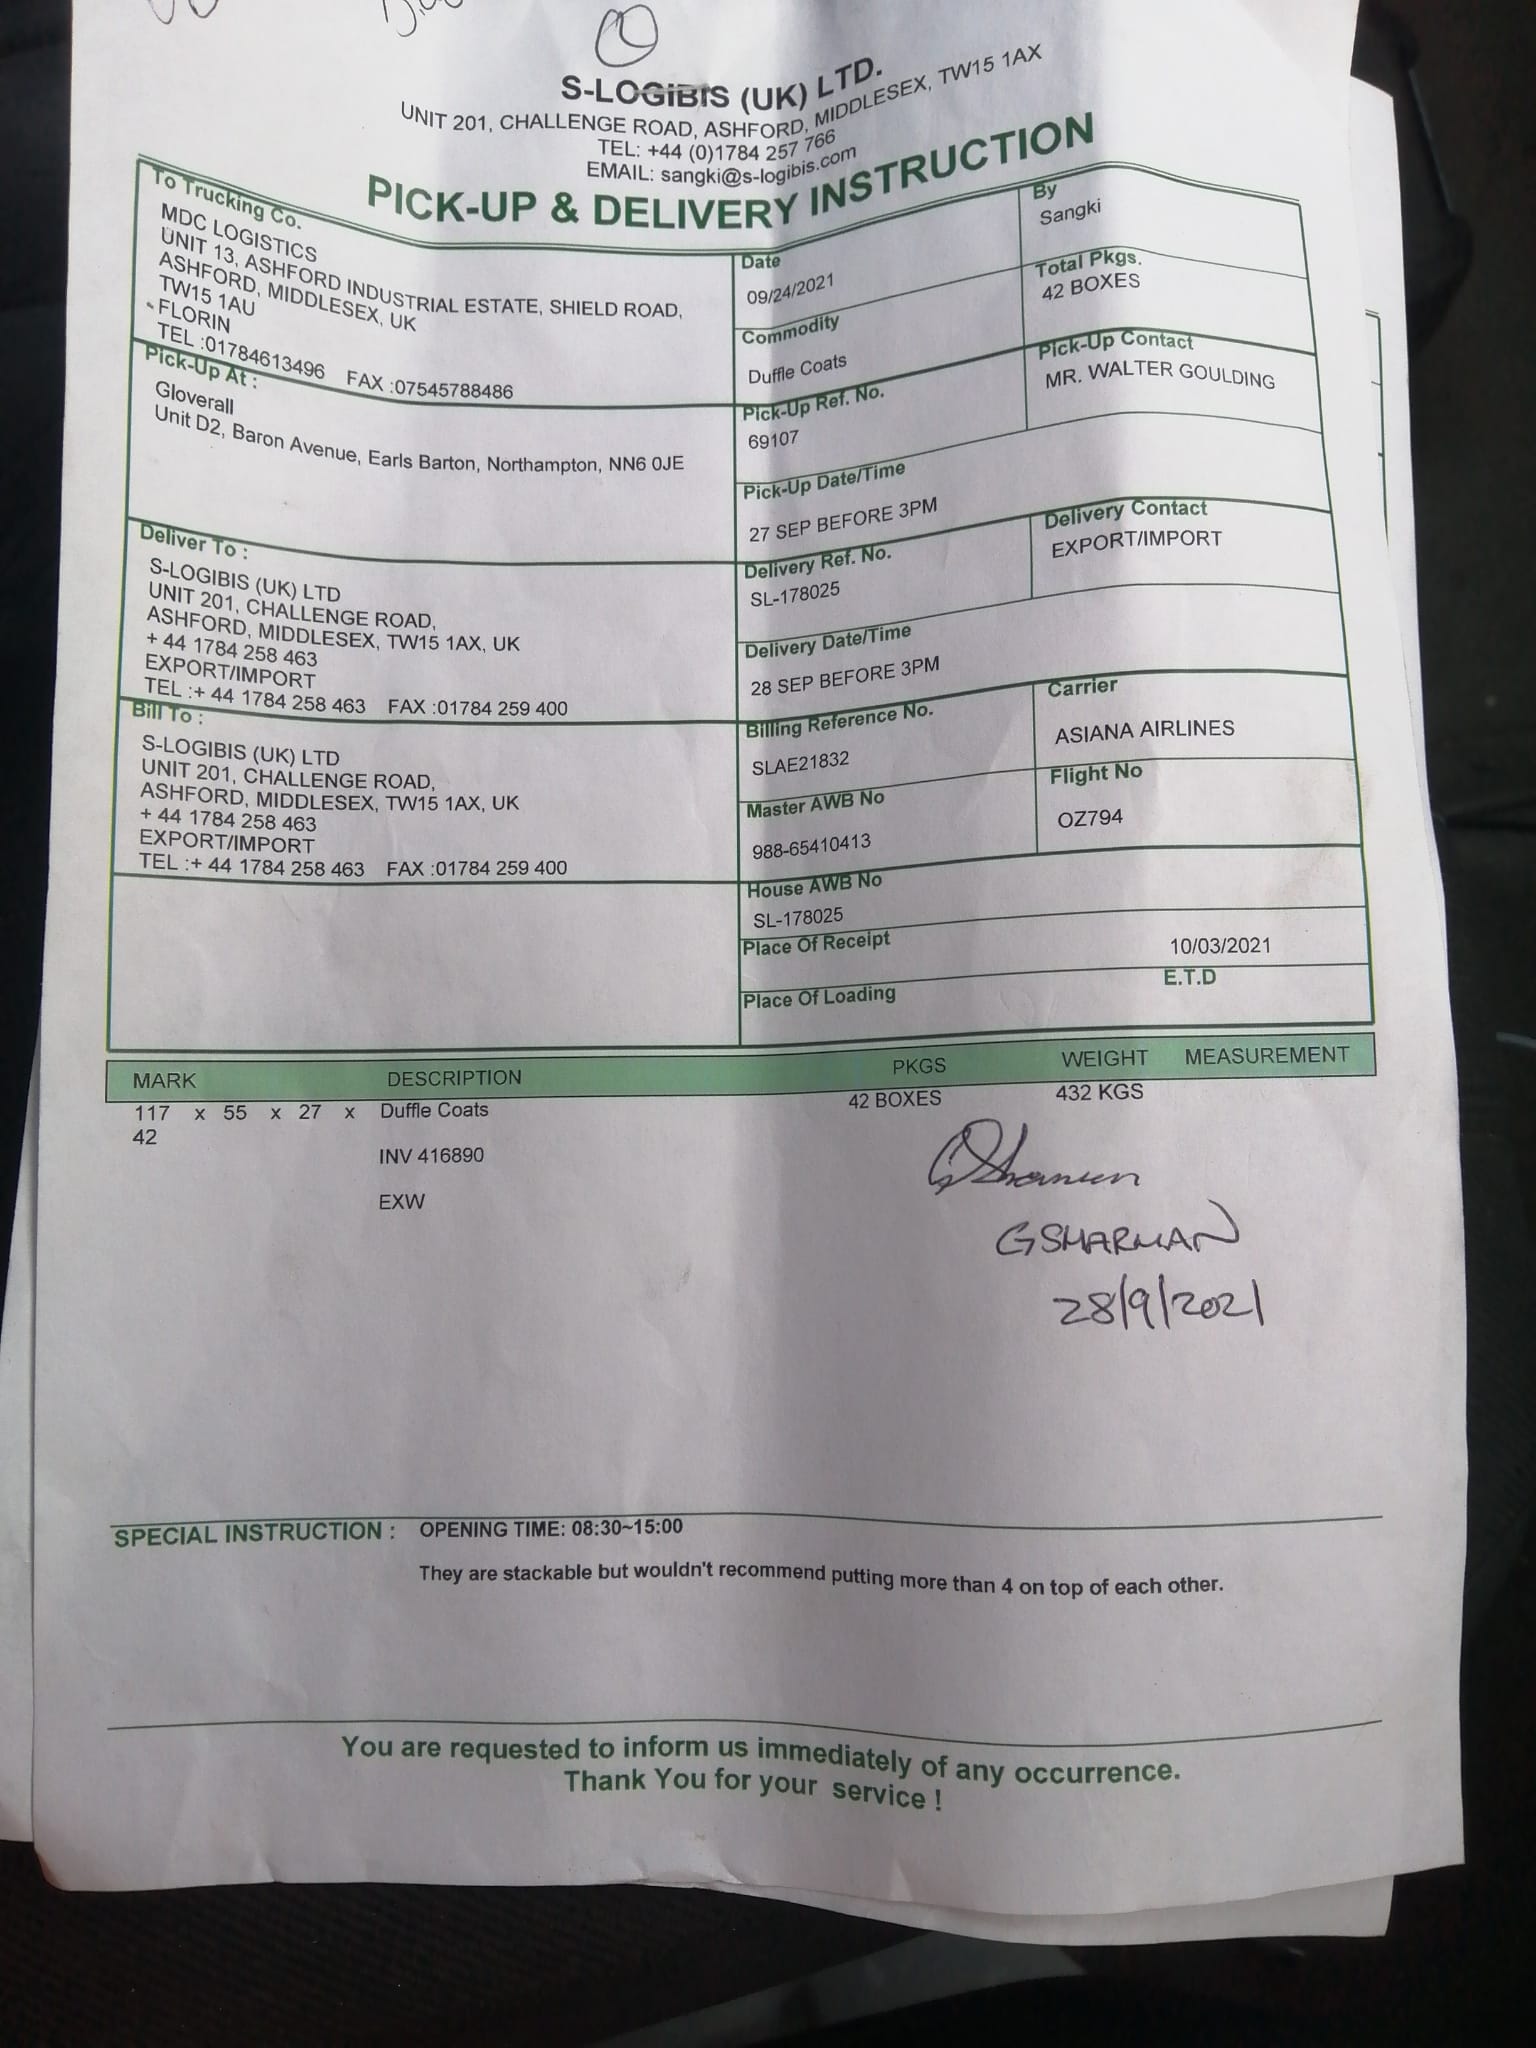 S-LOGIBIS (UK) LTD.
UNIT 201, CHALLENGE ROAD, ASHFORD, MIDDLESEX, TW15 1AX
TEL: +44 (0)1784 257 766
EMAIL: sangki@s-logibis.com
PICK-UP & DELIVERY INSTRUCTION
To Trucking Co.
MDC LOGISTICS
UNIT 13, ASHFORD INDUSTRIAL ESTATE, SHIELD ROAD,
ASHFORD, MIDDLESEX, UK
TW15 1AU
FLORIN
TEL :01784613496 FAX :07545788486
Date
09/24/2021
By
Sangki
Commodity
Duffle Coats
Total Pkgs.
42 BOXES
Pick-Up At :
Gloverall
Unit D2, Baron Avenue, Earls Barton, Northampton, NN6 0JE
Pick-Up Ref. No.
69107
Pick-Up Contact
MR. WALTER GOULDING
Pick-Up Date/Time
27 SEP BEFORE 3PM
Deliver To :
S-LOGIBIS (UK) LTD
UNIT 201, CHALLENGE ROAD,
ASHFORD, MIDDLESEX, TW15 1AX, UK
+ 44 1784 258 463
EXPORT/IMPORT
TEL :+ 44 1784 258 463 FAX :01784 259 400
Delivery Ref. No.
SL-178025
Delivery Contact
EXPORT/IMPORT
Delivery Date/Time
28 SEP BEFORE 3PM
Bill To :
S-LOGIBIS (UK) LTD
UNIT 201, CHALLENGE ROAD,
ASHFORD, MIDDLESEX, TW15 1AX, UK
+ 44 1784 258 463
EXPORT/IMPORT
TEL :+ 44 1784 258 463 FAX :01784 259 400
Billing Reference No.
SLAE21832
Carrier
ASIANA AIRLINES
Master AWB No
988-65410413
Flight No
OZ794
House AWB No
SL-178025
Place Of Receipt
10/03/2021
Place Of Loading
E.T.D
MARK DESCRIPTION PKGS WEIGHT MEASUREMENT
117 x 55 x 27 x Duffle Coats 42 BOXES 432 KGS
42
INV 416890
EXW
GSHARMAN
28/9/2021
SPECIAL INSTRUCTION : OPENING TIME: 08:30~15:00
They are stackable but wouldn't recommend putting more than 4 on top of each other.
You are requested to inform us immediately of any occurrence.
Thank You for your service !